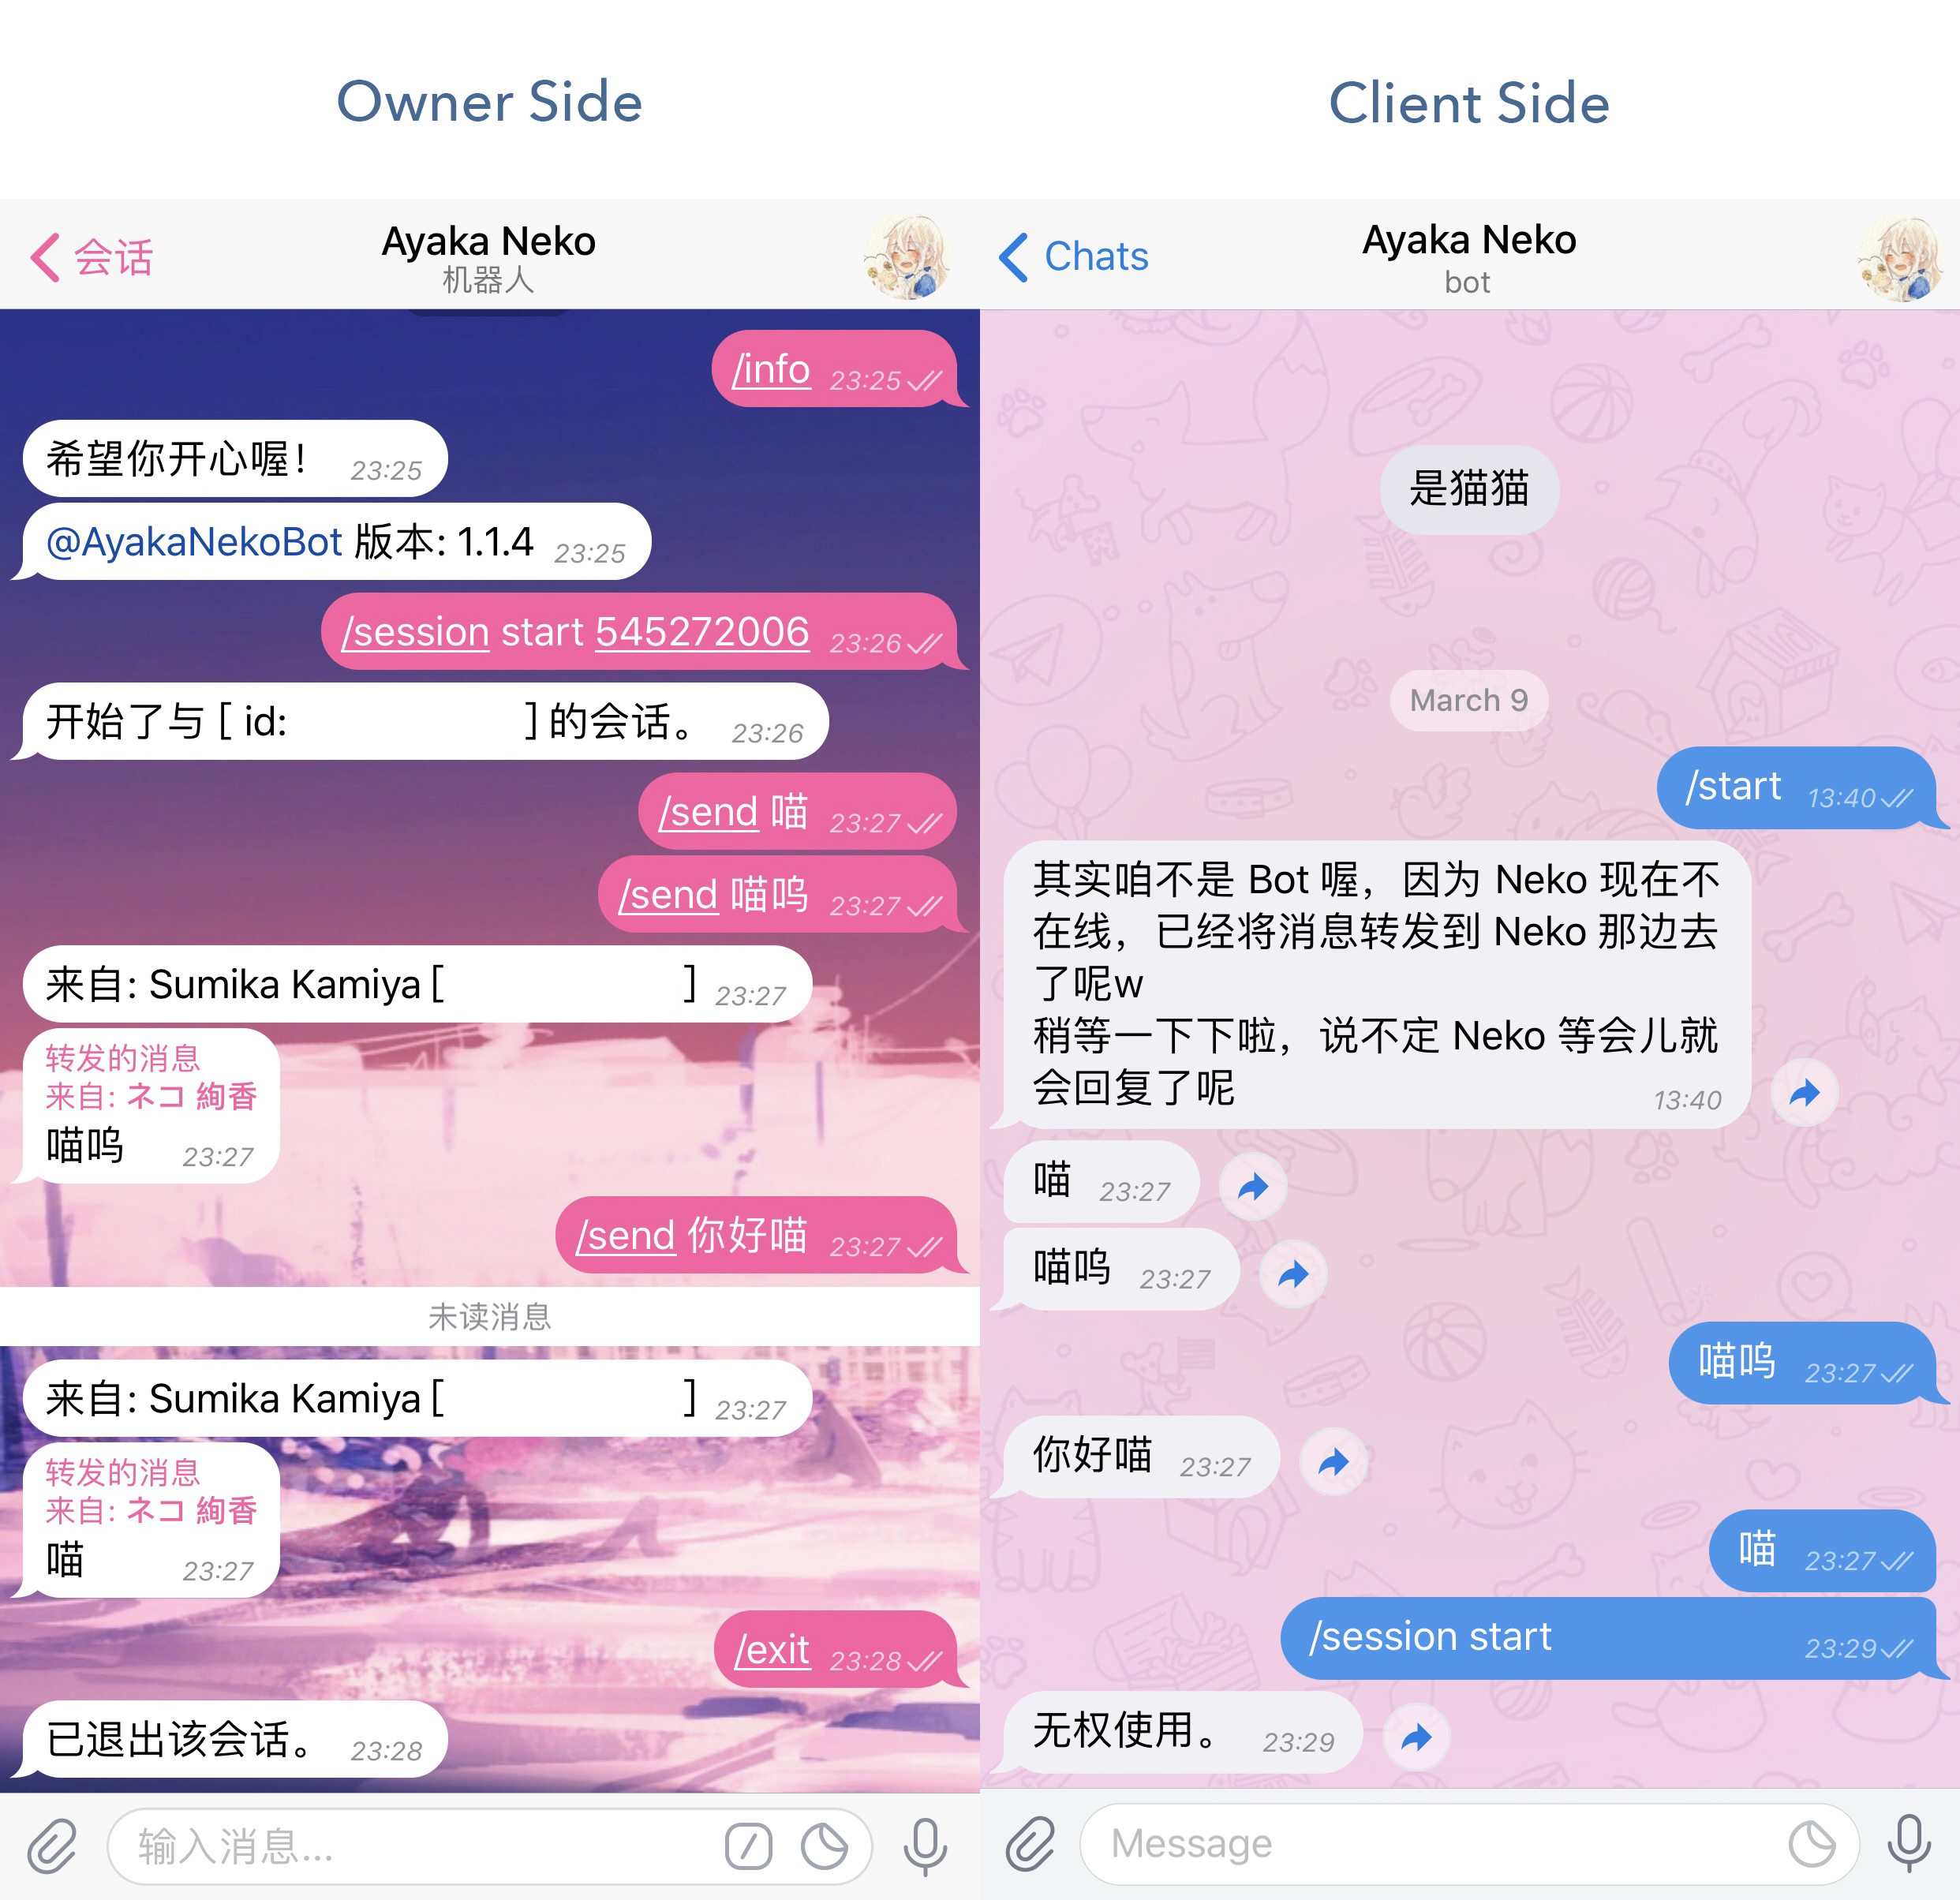 Owner Side
会话
Ayaka Neko
机器人
/info 23:25
希望你开心喔！ 23:25
@AyakaNekoBot 版本: 1.1.4 23:25
/session start 545272006 23:26
开始了与 [ id: ] 的会话。 23:26
/send 喵 23:27
/send 喵呜 23:27
来自: Sumika Kamiya [ ] 23:27
转发的消息
来自: ネコ 絢香
喵呜 23:27
/send 你好喵 23:27
未读消息
来自: Sumika Kamiya [ ] 23:27
转发的消息
来自: ネコ 絢香
喵 23:27
/exit 23:28
已退出该会话。 23:28
输入消息...
Client Side
Chats
Ayaka Neko
bot
是猫猫
March 9
/start 13:40
其实咱不是 Bot 喔，因为 Neko 现在不
在线，已经将消息转发到 Neko 那边去
了呢w
稍等一下下啦，说不定 Neko 等会儿就
会回复了呢 13:40
喵 23:27
喵呜 23:27
喵呜 23:27
你好喵 23:27
喵 23:27
/session start 23:29
无权使用。 23:29
Message